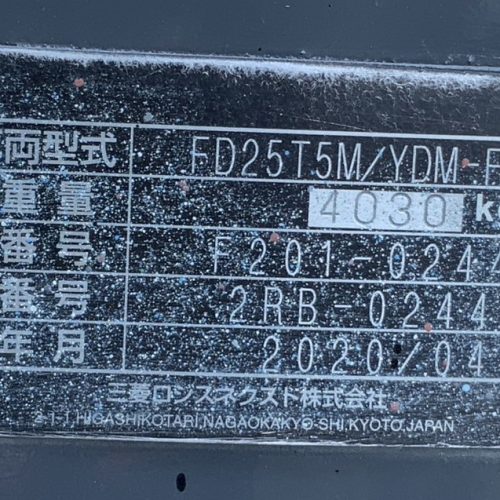 両型式 FD25T5M/YDM-F
重量 4030 k
番号 F201-0244
番号 2RB-0244
年月 2020/04
三菱ロジスネクスト株式会社
2-1-1,HIGASHIKOTARI,NAGAOKAKYO-SHI,KYOTO,JAPAN